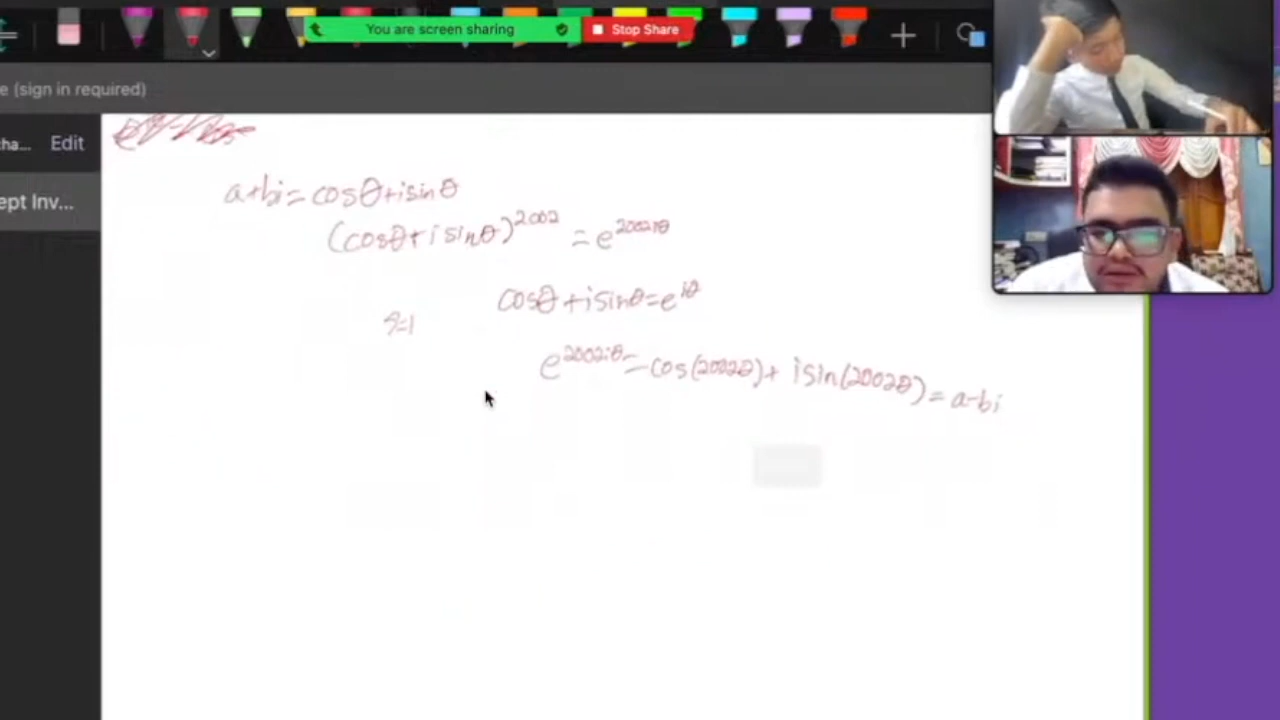 You are screen sharing
Stop Share
e (sign in required)
cha...
Edit
ept Inv...
a+bi=cosθ+isinθ
(cosθ+isinθ)^2002 = e^2002iθ
cosθ+isinθ=e^iθ
e^2002iθ=cos(2002θ)+ isin(2002θ)=a-bi